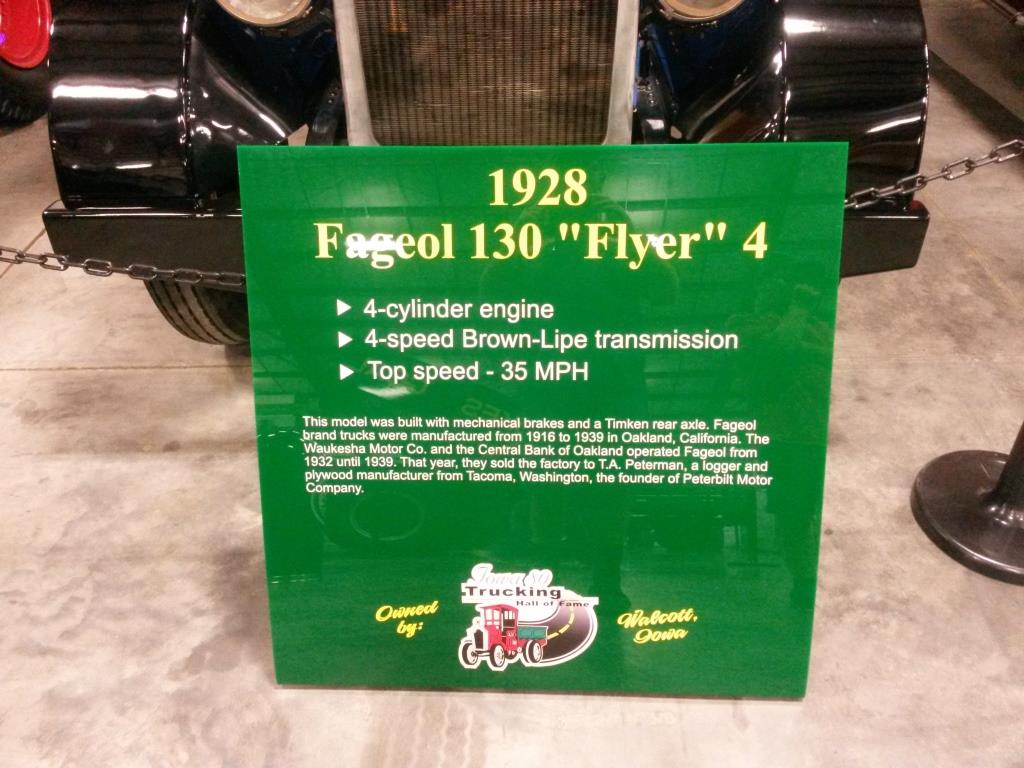 1928
Fageol 130 "Flyer" 4
4-cylinder engine
4-speed Brown-Lipe transmission
Top speed - 35 MPH
This model was built with mechanical brakes and a Timken rear axle. Fageol
brand trucks were manufactured from 1916 to 1939 in Oakland, California. The
Waukesha Motor Co. and the Central Bank of Oakland operated Fageol from
1932 until 1939. That year, they sold the factory to T.A. Peterman, a logger and
plywood manufacturer from Tacoma, Washington, the founder of Peterbilt Motor
Company.
Owned
by:
Iowa 80
Trucking
Hall of Fame
Walcott,
Iowa